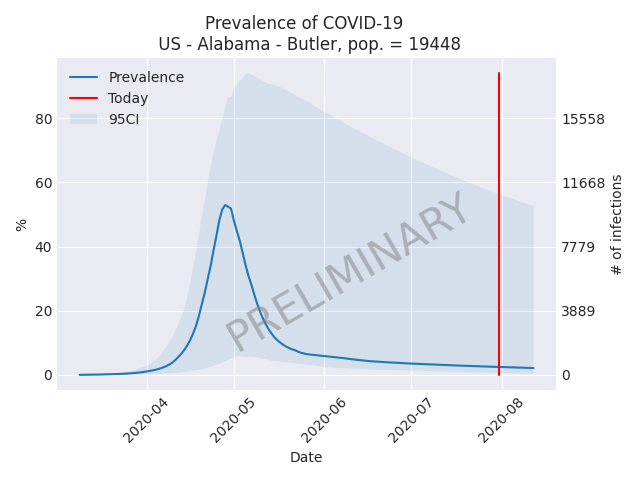 Prevalence of COVID-19
US - Alabama - Butler, pop. = 19448
Prevalence
Today
95CI
PRELIMINARY
%
80
60
40
20
0
15558
11668
7779
3889
0
# of infections
2020-04
2020-05
2020-06
2020-07
2020-08
Date